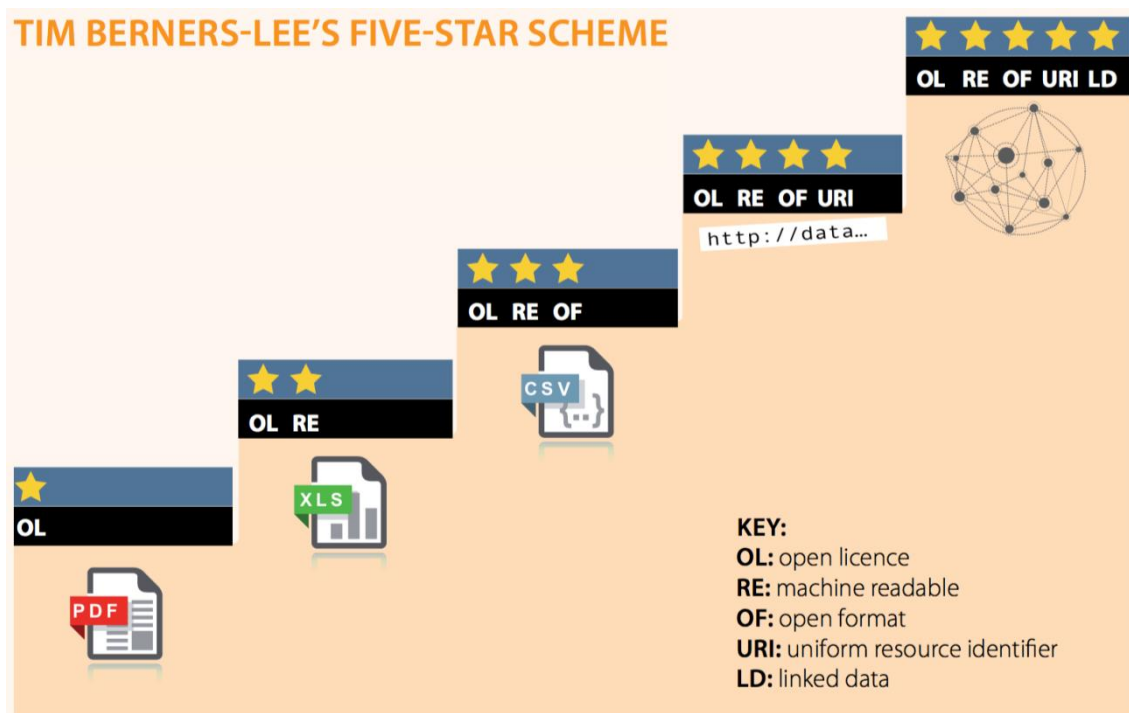 TIM BERNERS-LEE'S FIVE-STAR SCHEME
OL RE OF URI LD
OL RE OF URI
http://data…
OL RE OF
CSV
{..}
OL RE
XLS
OL
PDF
KEY:
OL: open licence
RE: machine readable
OF: open format
URI: uniform resource identifier
LD: linked data